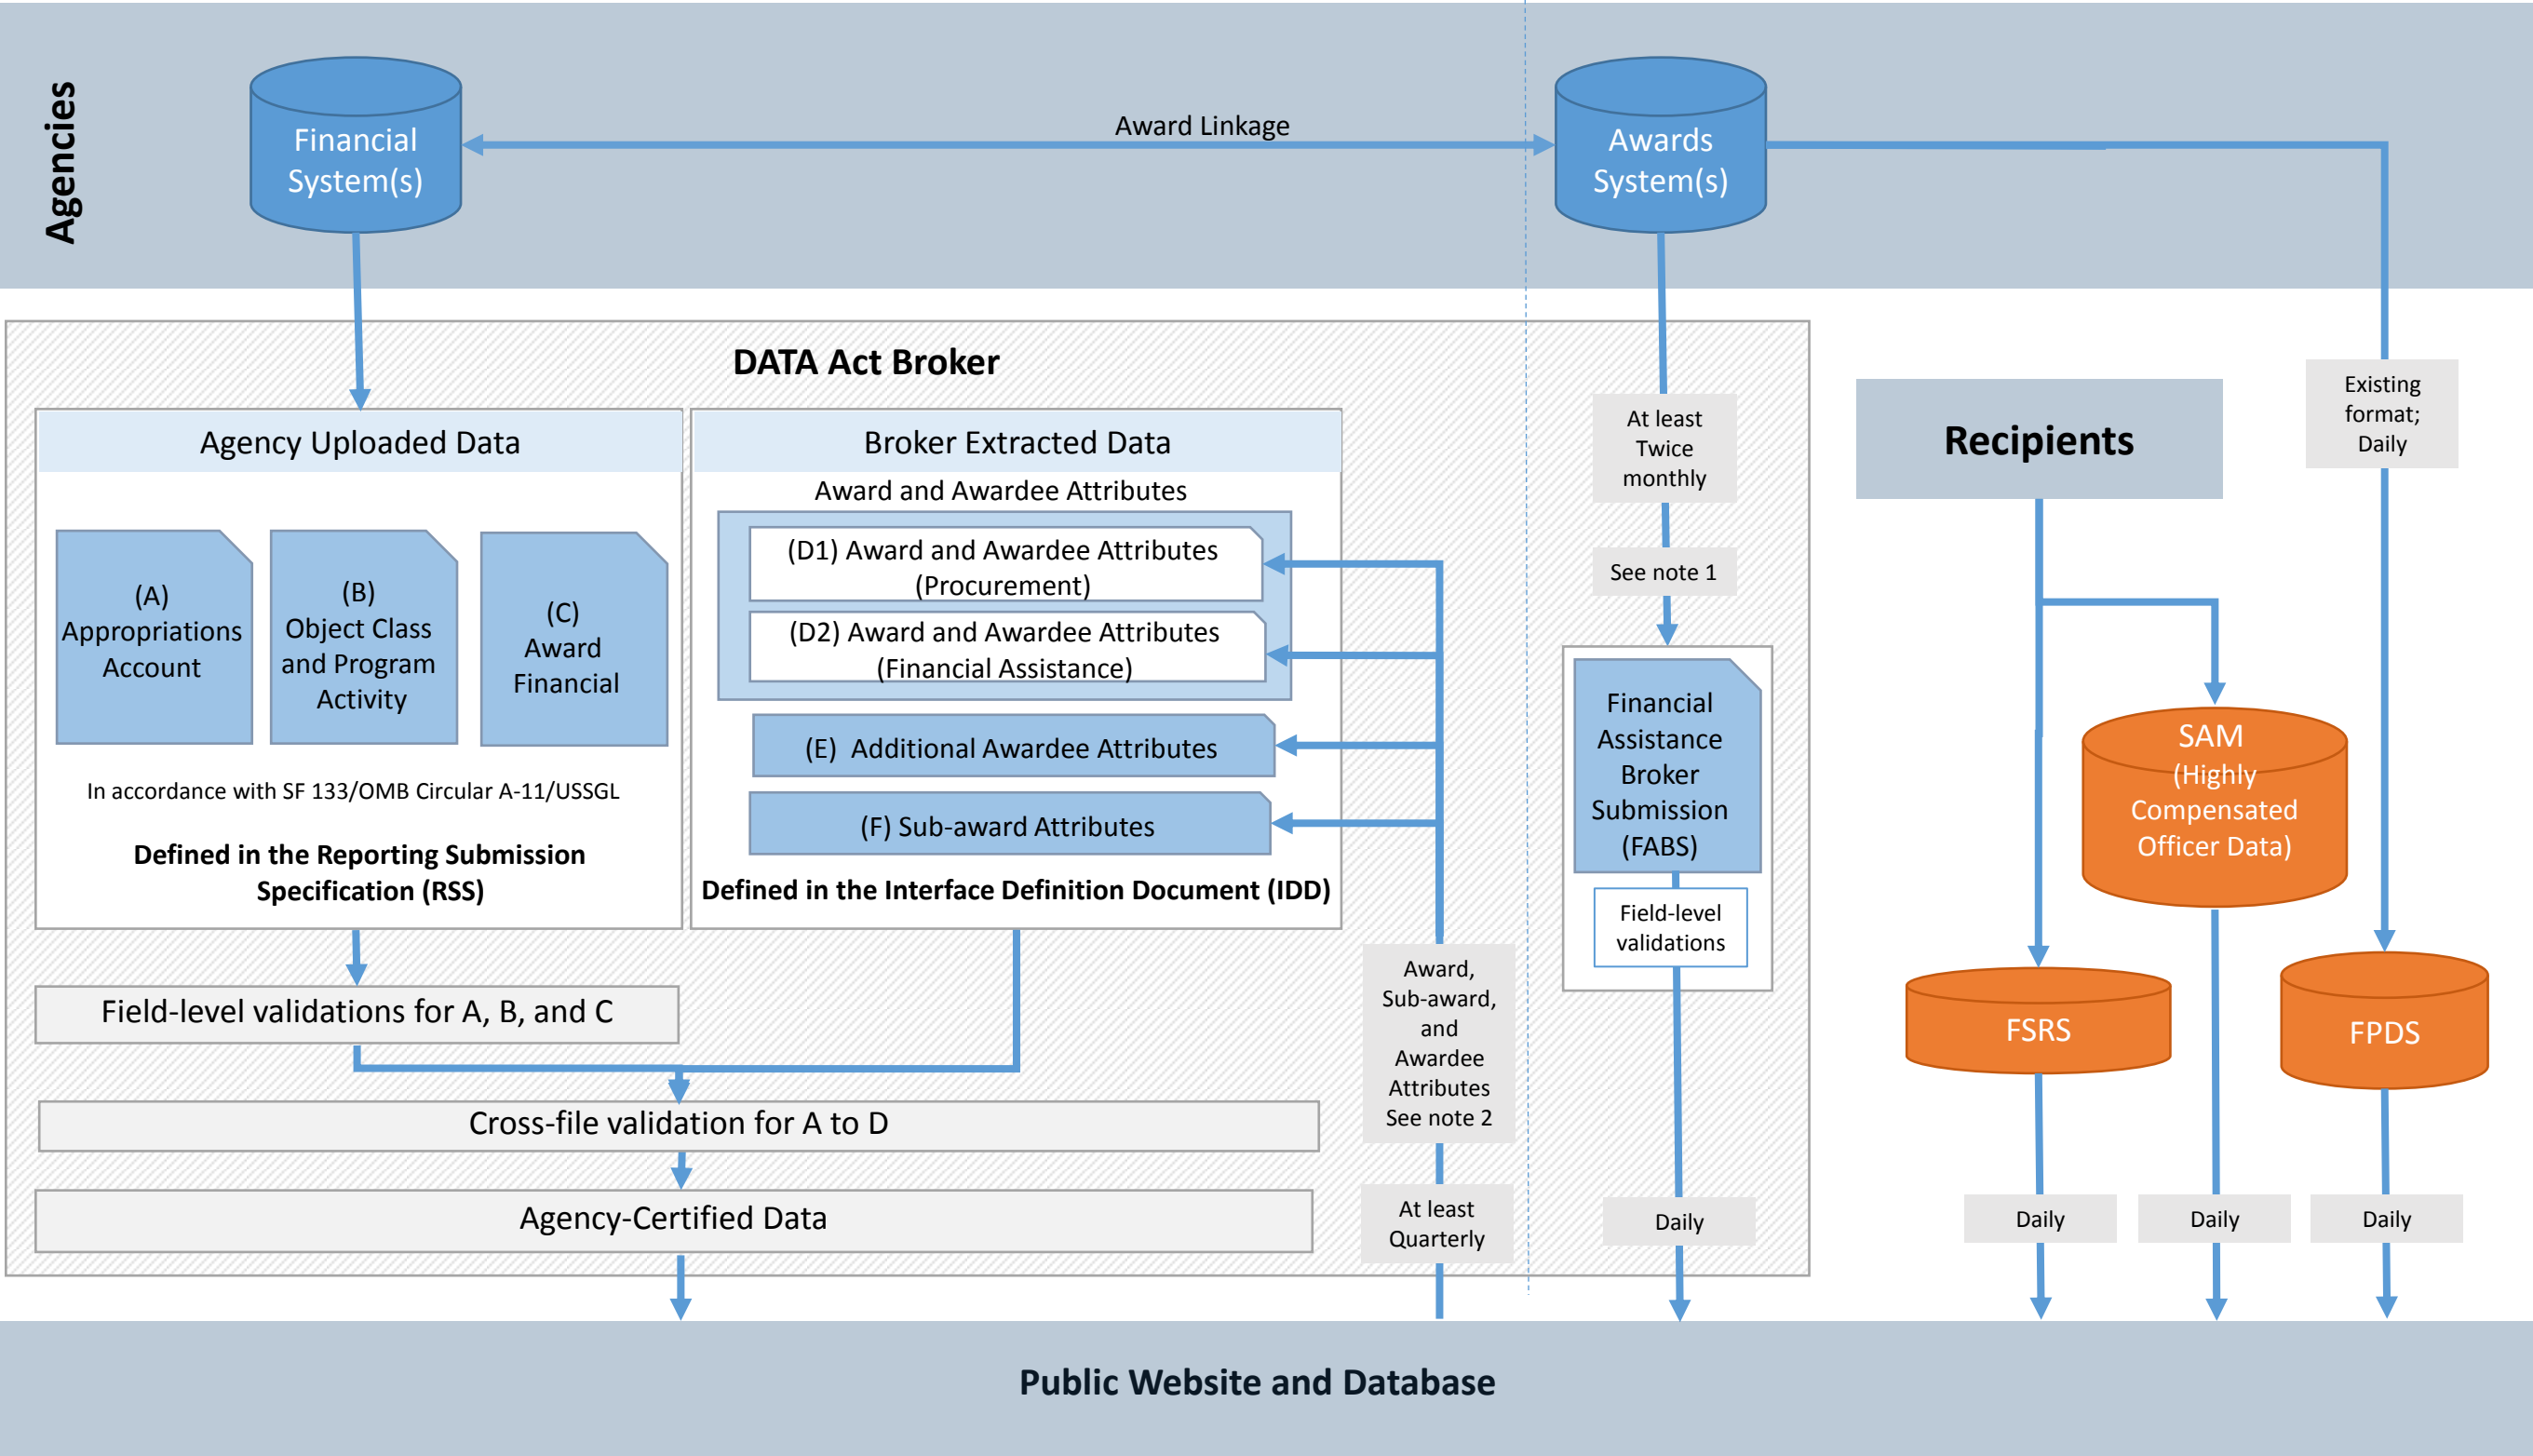 Agencies
Financial
System(s)
Award Linkage
Awards
System(s)
DATA Act Broker
Agency Uploaded Data
(A)
Appropriations
Account
(B)
Object Class
and Program
Activity
(C)
Award
Financial
In accordance with SF 133/OMB Circular A-11/USSGL
Defined in the Reporting Submission
Specification (RSS)
Broker Extracted Data
Award and Awardee Attributes
(D1) Award and Awardee Attributes
(Procurement)
(D2) Award and Awardee Attributes
(Financial Assistance)
(E) Additional Awardee Attributes
(F) Sub-award Attributes
Defined in the Interface Definition Document (IDD)
Field-level validations for A, B, and C
Cross-file validation for A to D
Agency-Certified Data
Award,
Sub-award,
and
Awardee
Attributes
See note 2
At least
Quarterly
At least
Twice
monthly
See note 1
Financial
Assistance
Broker
Submission
(FABS)
Field-level
validations
Daily
Recipients
Existing
format;
Daily
SAM
(Highly
Compensated
Officer Data)
FSRS
FPDS
Daily
Daily
Daily
Public Website and Database